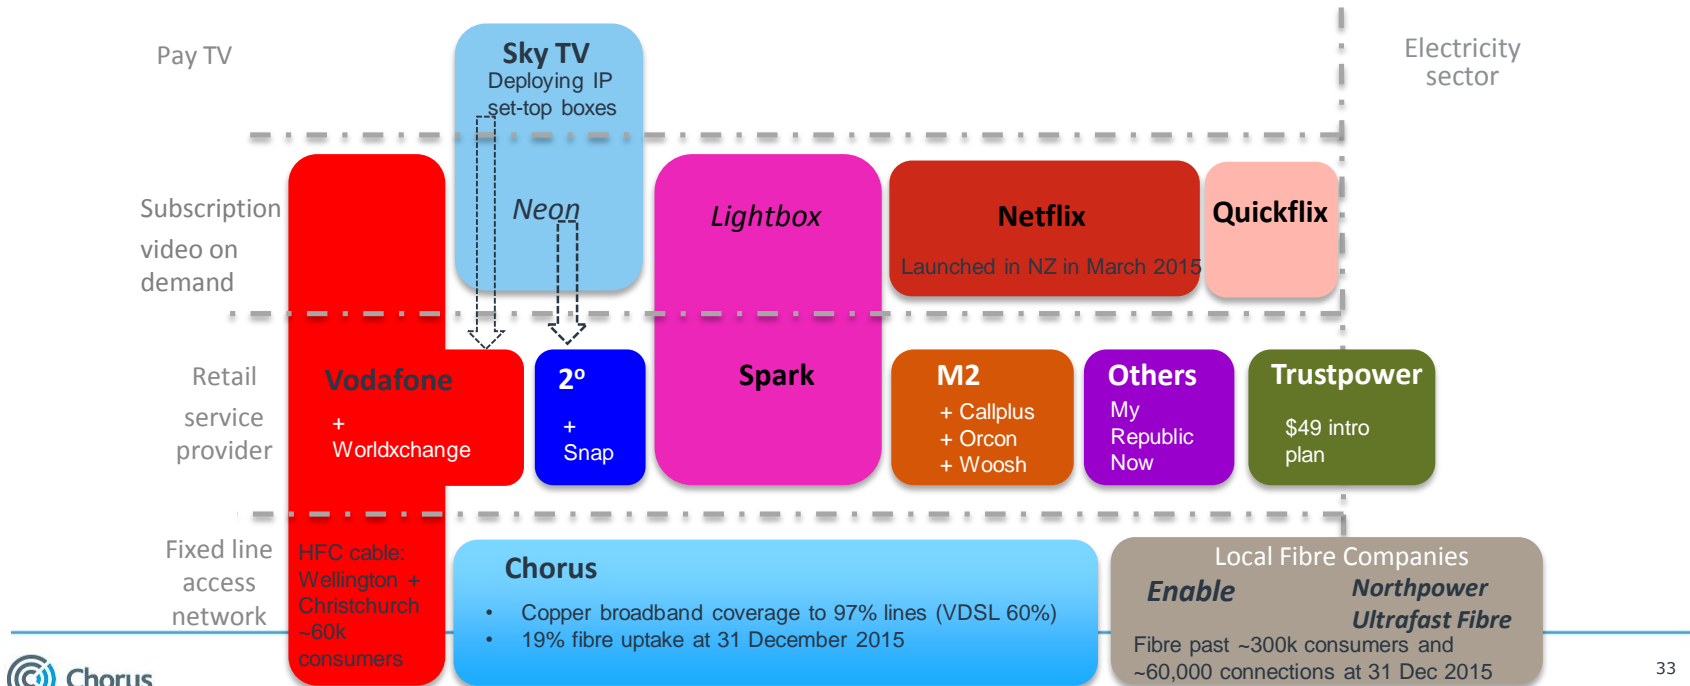 Pay TV
Sky TV
Deploying IP
set-top boxes
Electricity
sector
Subscription
video on
demand
Neon
Lightbox
Netflix
Launched in NZ in March 2015
Quickflix
Retail
service
provider
Vodafone
+
Worldxchange
2º
+
Snap
Spark
M2
+ Callplus
+ Orcon
+ Woosh
Others
My
Republic
Now
Trustpower
$49 intro
plan
Fixed line
access
network
HFC cable:
Wellington +
Christchurch
~60k
consumers
Chorus
• Copper broadband coverage to 97% lines (VDSL 60%)
• 19% fibre uptake at 31 December 2015
Local Fibre Companies
Enable
Northpower
Ultrafast Fibre
Fibre past ~300k consumers and
~60,000 connections at 31 Dec 2015
Chorus
33